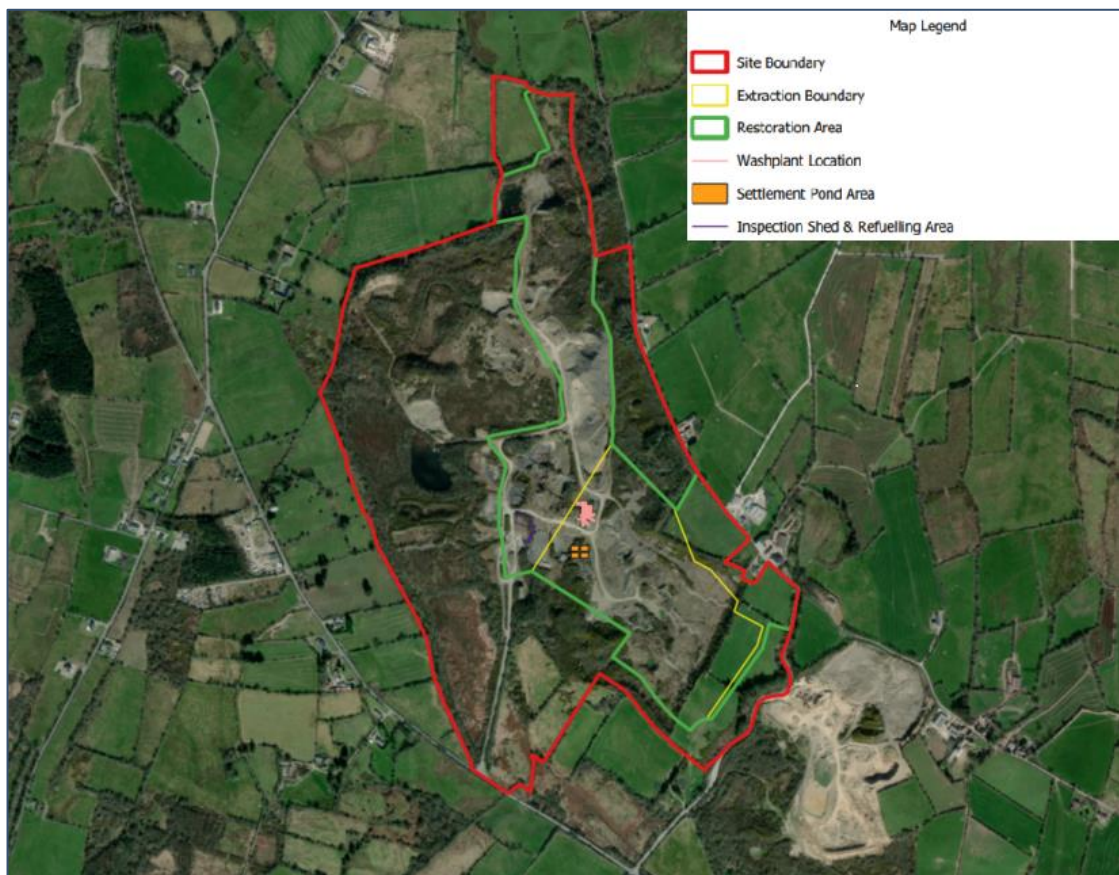 Map Legend
Site Boundary
Extraction Boundary
Restoration Area
Washplant Location
Settlement Pond Area
Inspection Shed & Refuelling Area